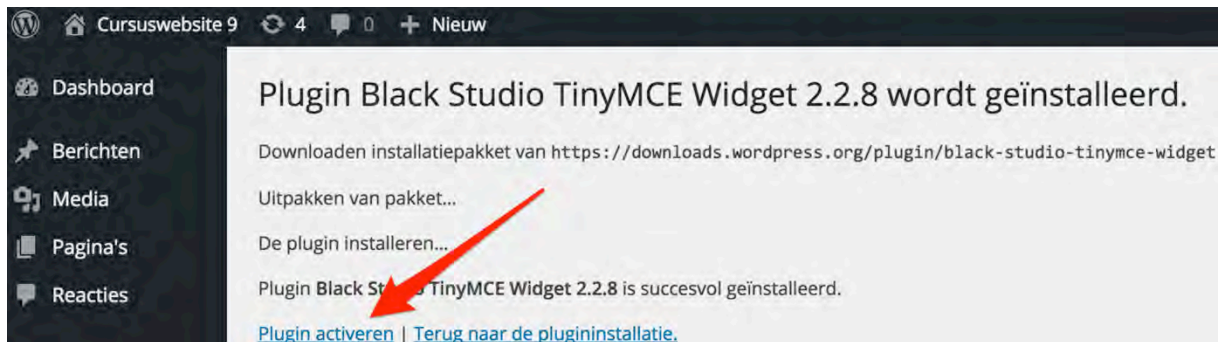 Cursuswebsite 9 4 0 + Nieuw
Dashboard
Plugin Black Studio TinyMCE Widget 2.2.8 wordt geïnstalleerd.
Berichten
Downloaden installatiepakket van https://downloads.wordpress.org/plugin/black-studio-tinymce-widget
Media
Uitpakken van pakket...
Pagina's
De plugin installeren...
Reacties
Plugin Black St o TinyMCE Widget 2.2.8 is succesvol geïnstalleerd.
Plugin activeren | Terug naar de plugininstallatie.